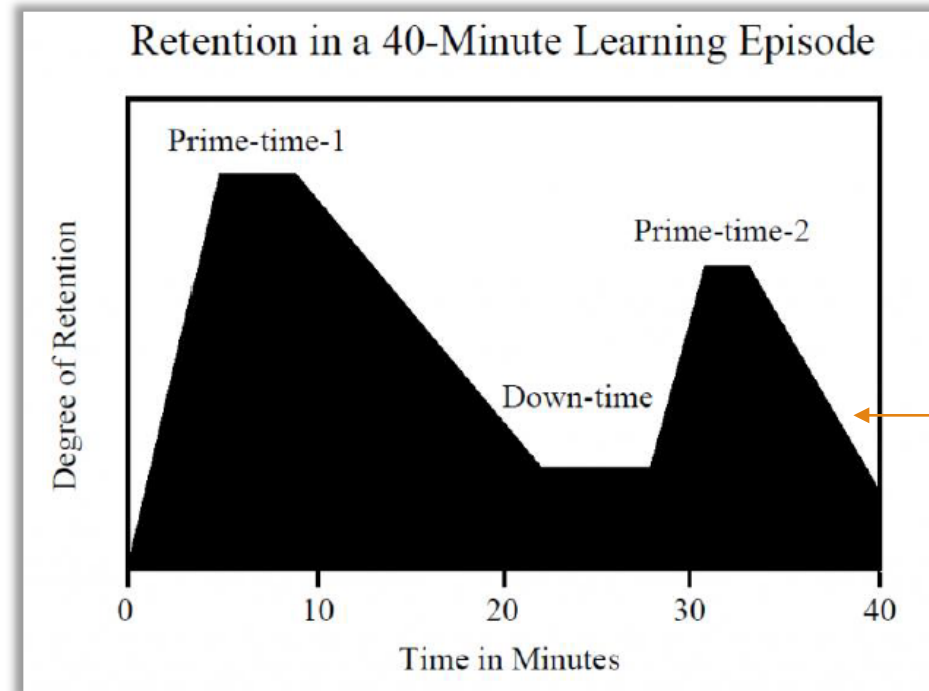 Retention in a 40-Minute Learning Episode
Prime-time-1
Prime-time-2
Down-time
Degree of Retention
0 10 20 30 40
Time in Minutes